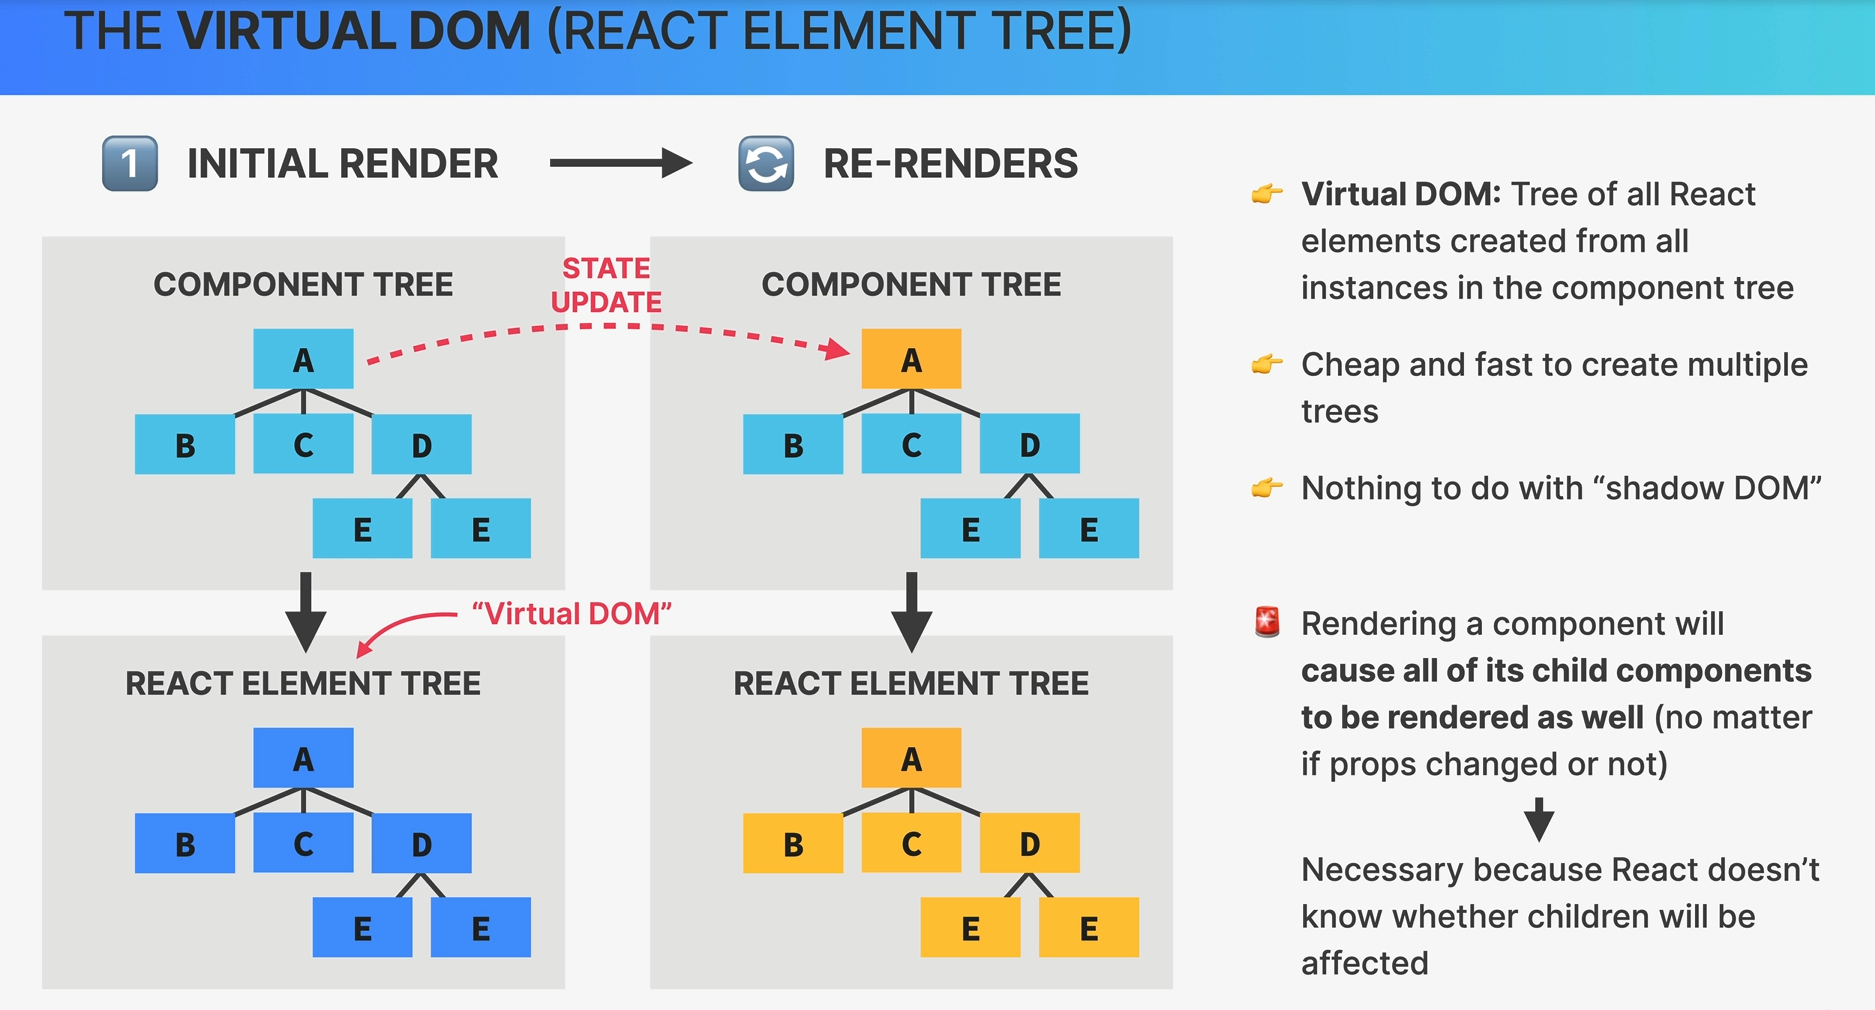 THE VIRTUAL DOM (REACT ELEMENT TREE)
1 INITIAL RENDER
RE-RENDERS
COMPONENT TREE
A
B C D
E E
STATE
UPDATE
COMPONENT TREE
A
B C D
E E
“Virtual DOM”
REACT ELEMENT TREE
A
B C D
E E
REACT ELEMENT TREE
A
B C D
E E
Virtual DOM: Tree of all React
elements created from all
instances in the component tree
Cheap and fast to create multiple
trees
Nothing to do with “shadow DOM”
Rendering a component will
cause all of its child components
to be rendered as well (no matter
if props changed or not)
Necessary because React doesn’t
know whether children will be
affected